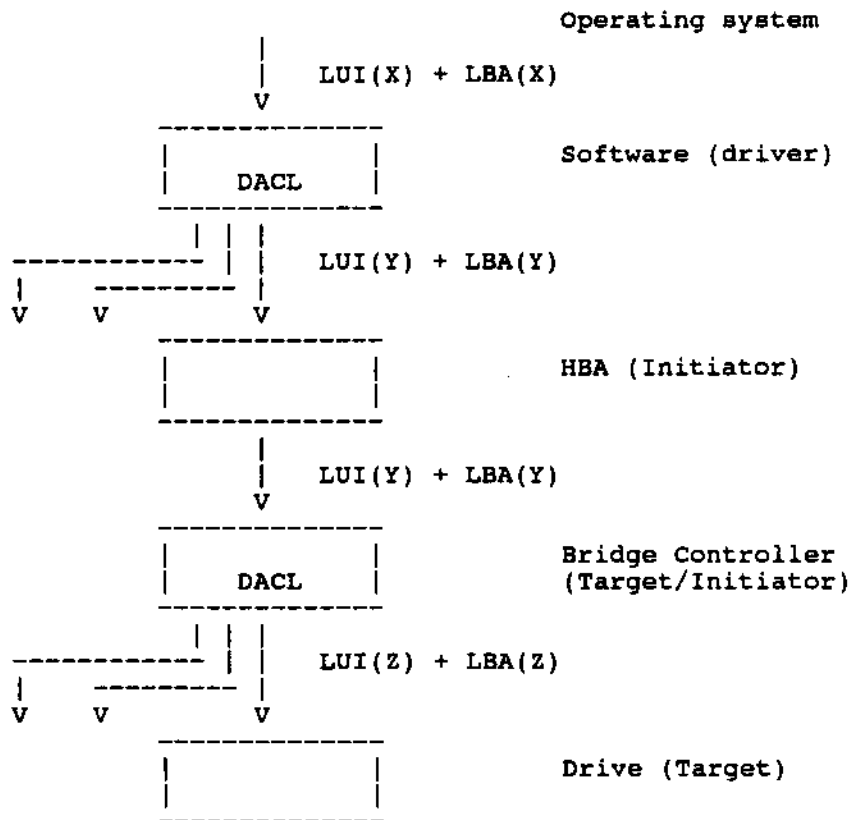 Operating system
LUI(X) + LBA(X)
Software (driver)
DACL
LUI(Y) + LBA(Y)
HBA (Initiator)
LUI(Y) + LBA(Y)
Bridge Controller
(Target/Initiator)
DACL
LUI(Z) + LBA(Z)
Drive (Target)